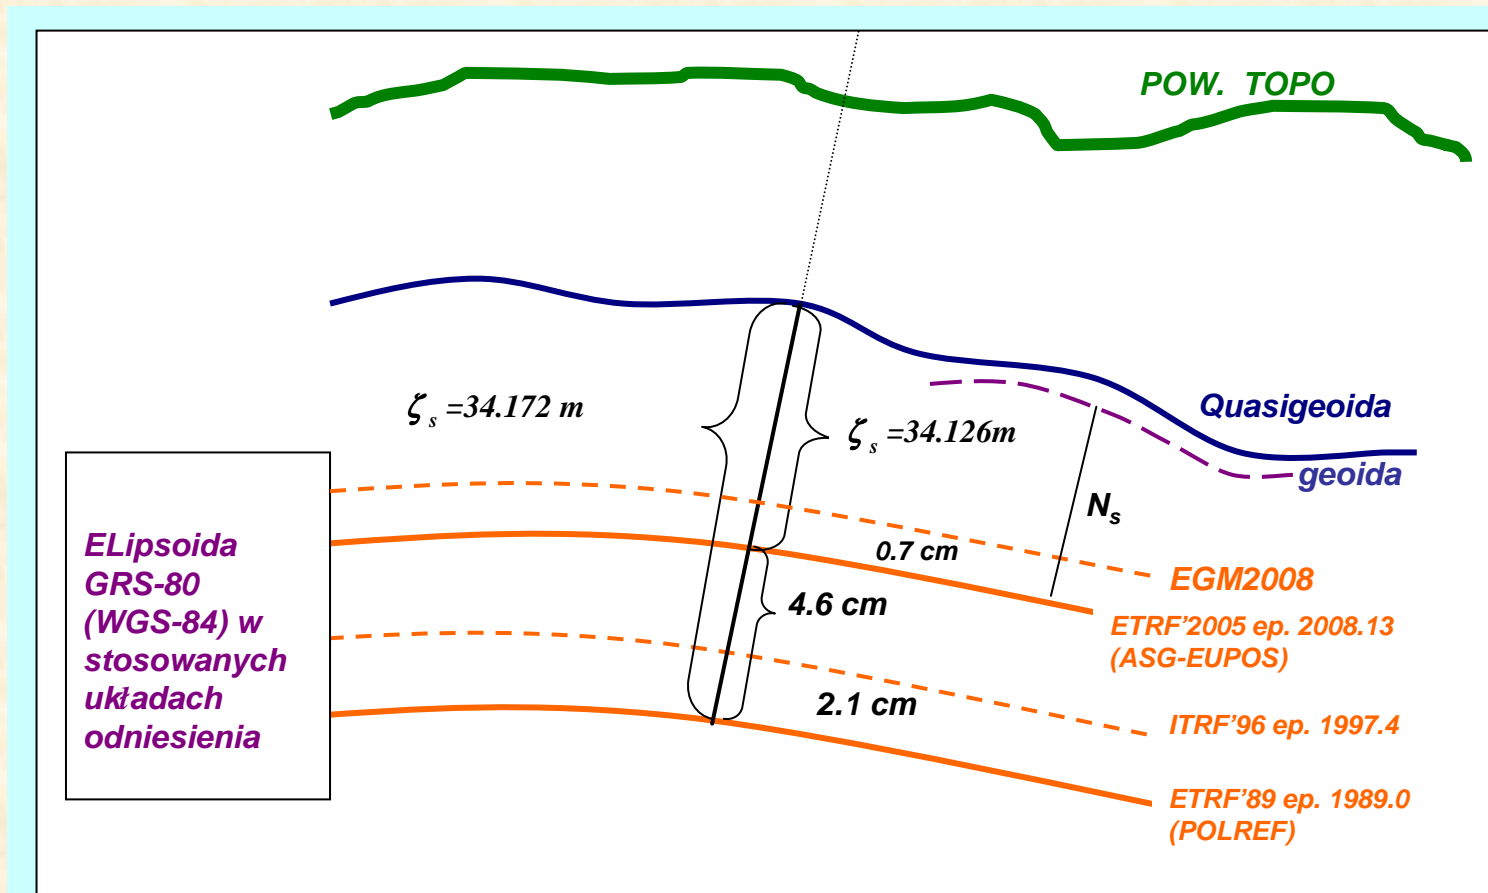 POW. TOPO
ζs =34.172 m
ζs =34.126m
Quasigeoida
geoida
Ns
0.7 cm
EGM2008
4.6 cm
ETRF'2005 ep. 2008.13
(ASG-EUPOS)
2.1 cm
ITRF'96 ep. 1997.4
ETRF'89 ep. 1989.0
(POLREF)
ELipsoida
GRS-80
(WGS-84) w
stosowanych
układach
odniesienia